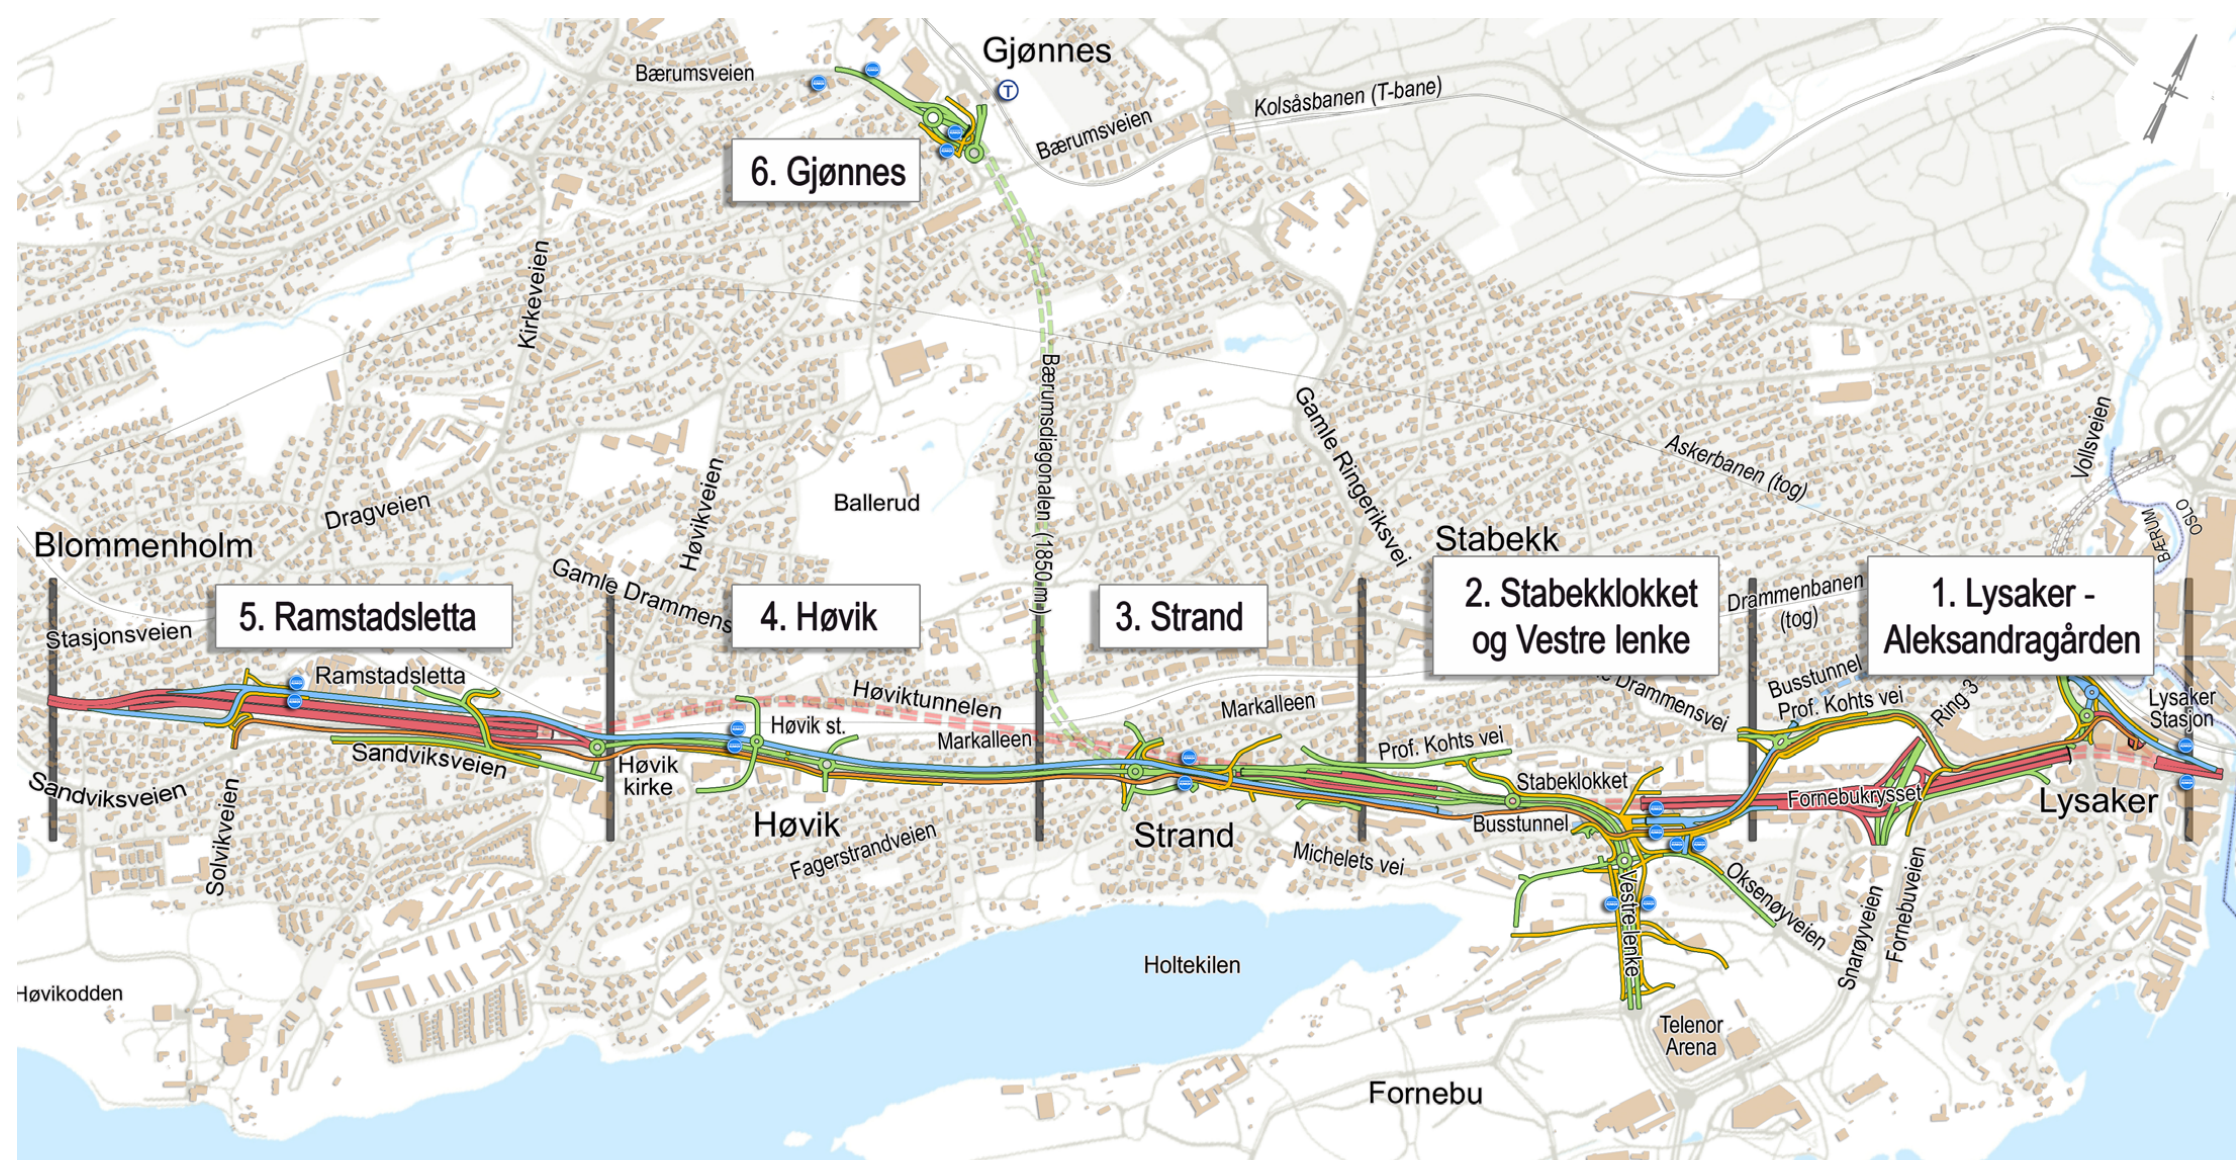 Gjønnes
Bærumsveien
T
Kolsåsbanen (T-bane)
Bærumsveien
6. Gjønnes
Kirkeveien
Bærumsdiagonalen (1850m)
Gamle Ringeriksvei
Vollsveien
Askerbanen (tog)
Høvikveien
Ballerud
Dragveien
OSLO
BÆRUM
Blommenholm
Stabekk
Gamle Drammens
5. Ramstadsletta
4. Høvik
3. Strand
2. Stabekklokket
og Vestre lenke
Drammenbanen
(tog)
1. Lysaker -
Aleksandragården
Stasjonsveien
Ramstadsletta
Høviktunnelen
Markalleen
Drammensvei
Busstunnel
Prof. Kohts vei
Ring 3
Lysaker
Stasjon
Høvik st.
Markalleen
Prof. Kohts vei
Sandviksveien
Høvik
kirke
Stabeklokket
Sandviksveien
Solvikveien
Fornebukrysset
Lysaker
Høvik
Strand
Busstunnel
Fagerstrandveien
Michelets vei
Vestre lenke
Oksenøyveien
Snarøyveien
Fornebuveien
Holtekilen
Høvikodden
Telenor
Arena
Fornebu